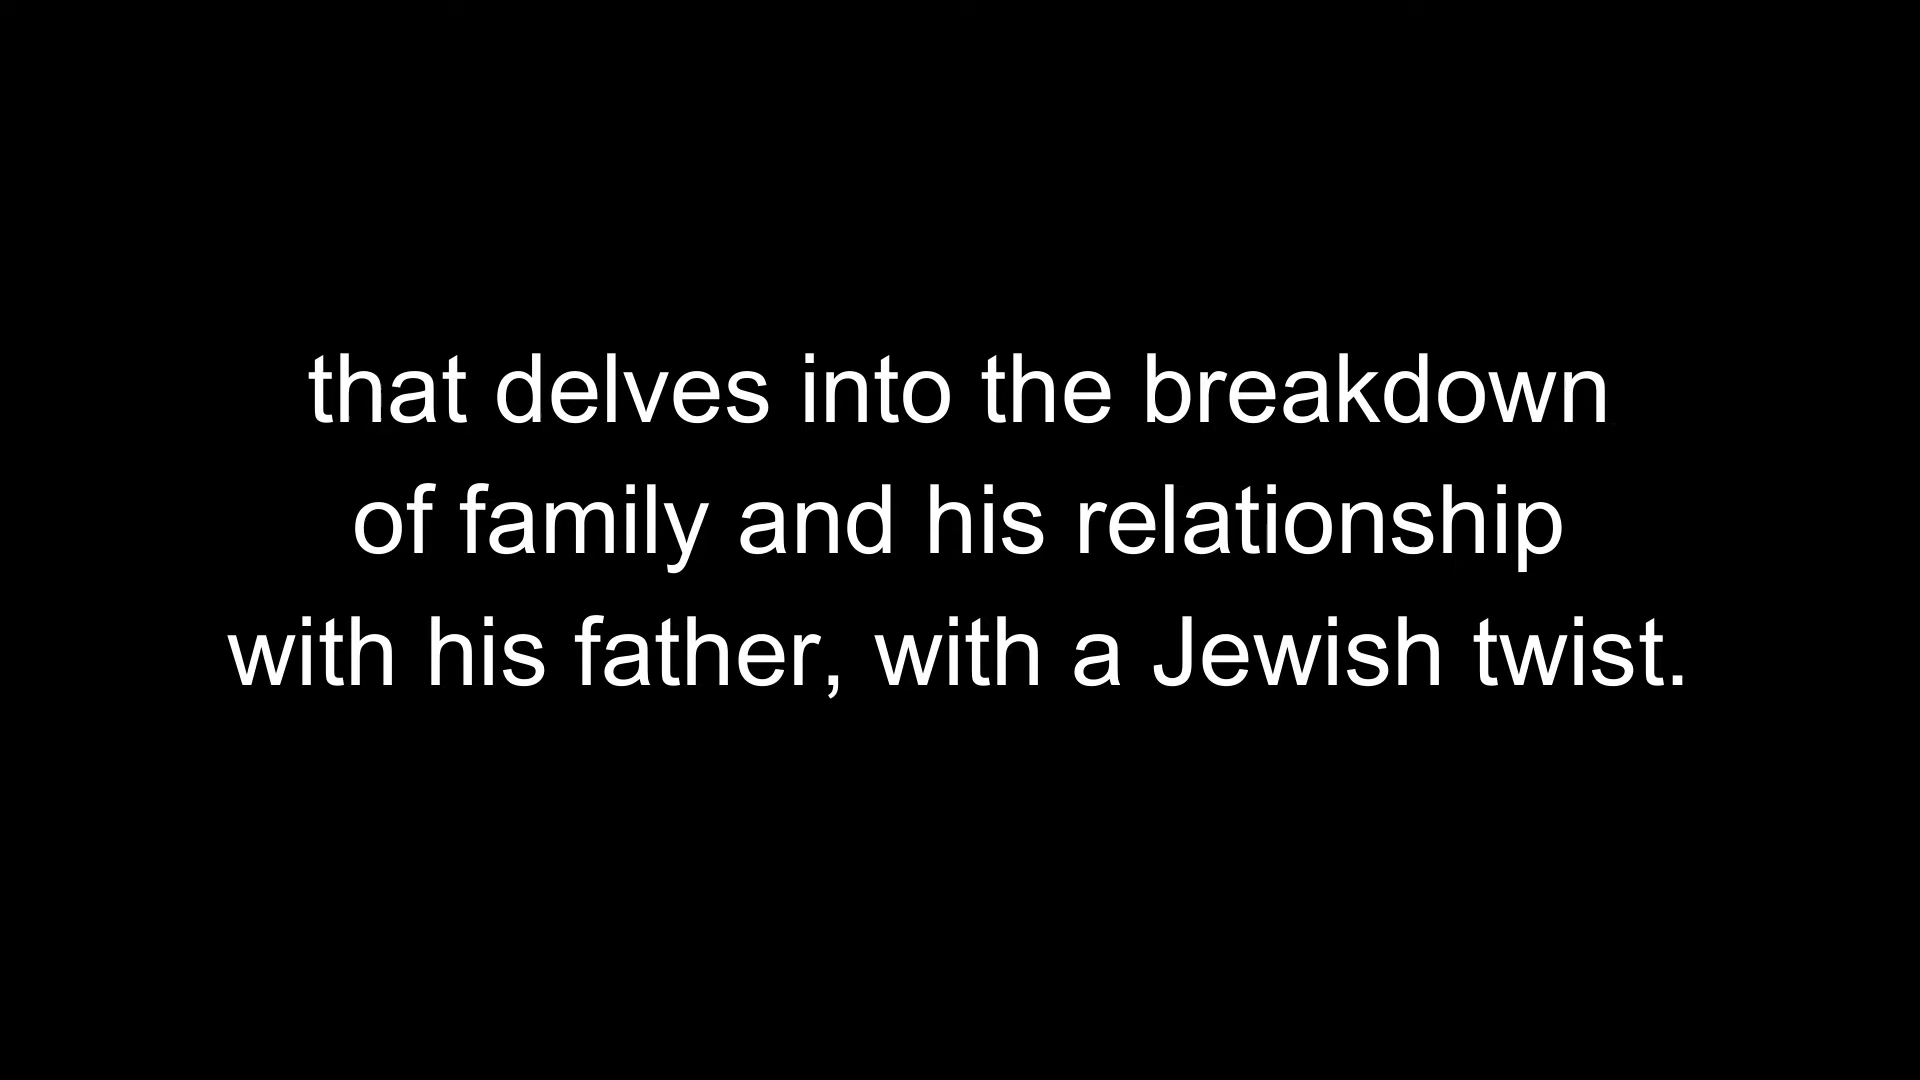 that delves into the breakdown
of family and his relationship
with his father, with a Jewish twist.